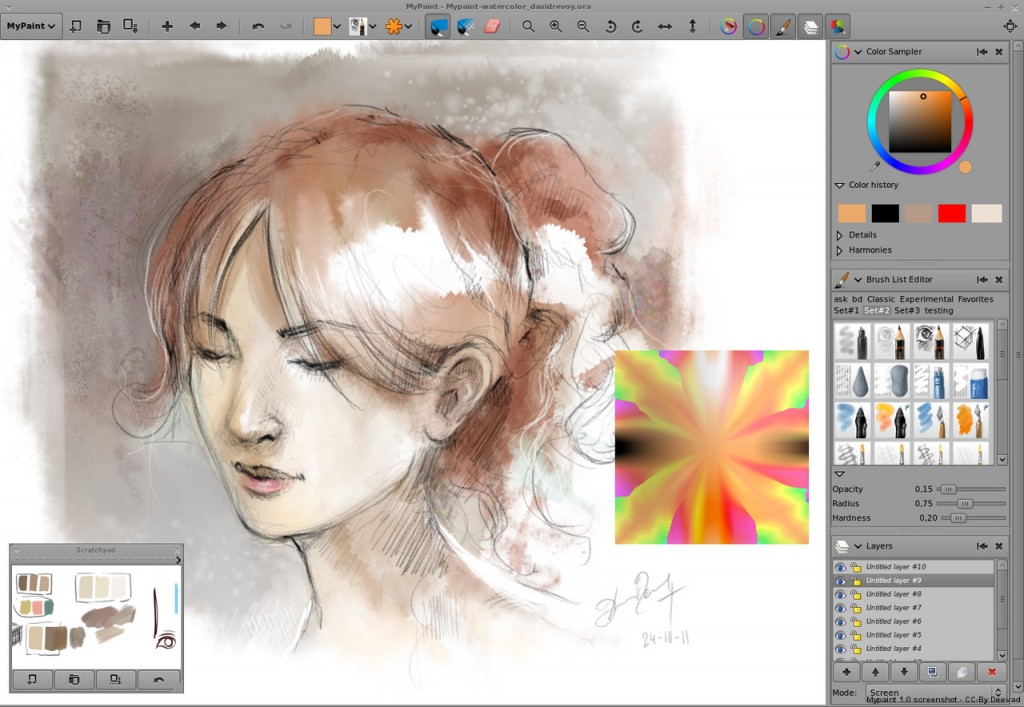 MyPaint - Mypaint-watercolor_davidrevoy.ora
MyPaint
Color Sampler
Color history
Details
Harmonies
Brush List Editor
ask bd Classic Experimental Favorites
Set#1 Set#2 Set#3 testing
Opacity 0,15
Radius 0,75
Hardness 0,20
Layers
Untitled layer #10
Untitled layer #9
Untitled layer #8
Untitled layer #7
Untitled layer #6
Untitled layer #5
Untitled layer #4
Mode: Screen
Mypaint 1.0 screenshot - CC-By Deevad
Scratchpad
24-10-11